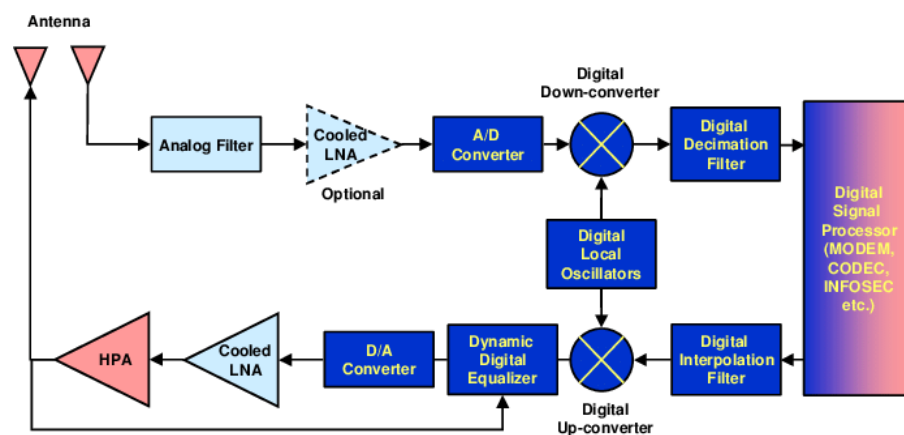 Antenna
Analog Filter
Cooled
LNA
Optional
A/D
Converter
Digital
Down-converter
Digital
Decimation
Filter
Digital
Signal
Processor
(MODEM,
CODEC,
INFOSEC
etc.)
Digital
Local
Oscillators
HPA
Cooled
LNA
D/A
Converter
Dynamic
Digital
Equalizer
Digital
Up-converter
Digital
Interpolation
Filter